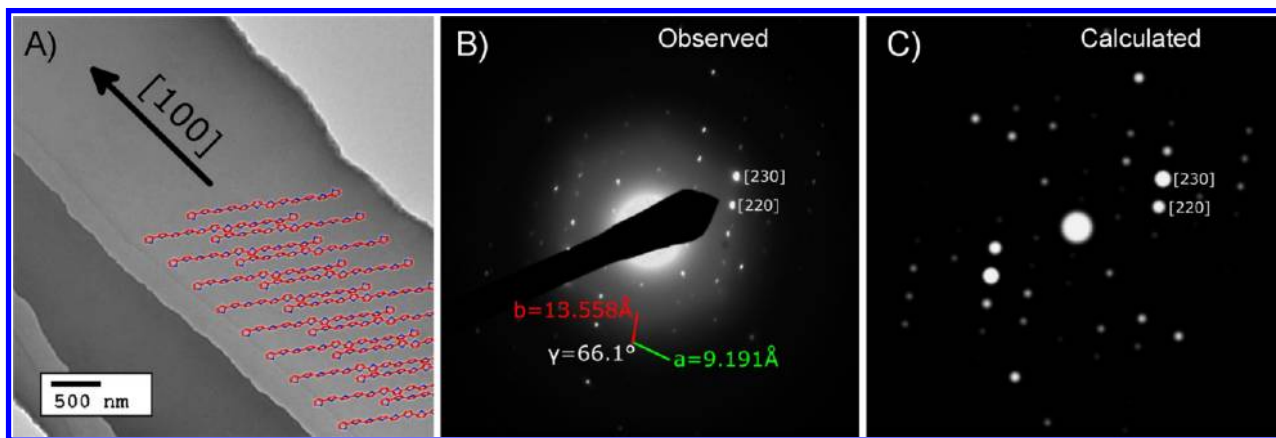 A)
[100]
500 nm
B)
Observed
[230]
[220]
b=13.558Å
γ=66.1°
a=9.191Å
C)
Calculated
[230]
[220]